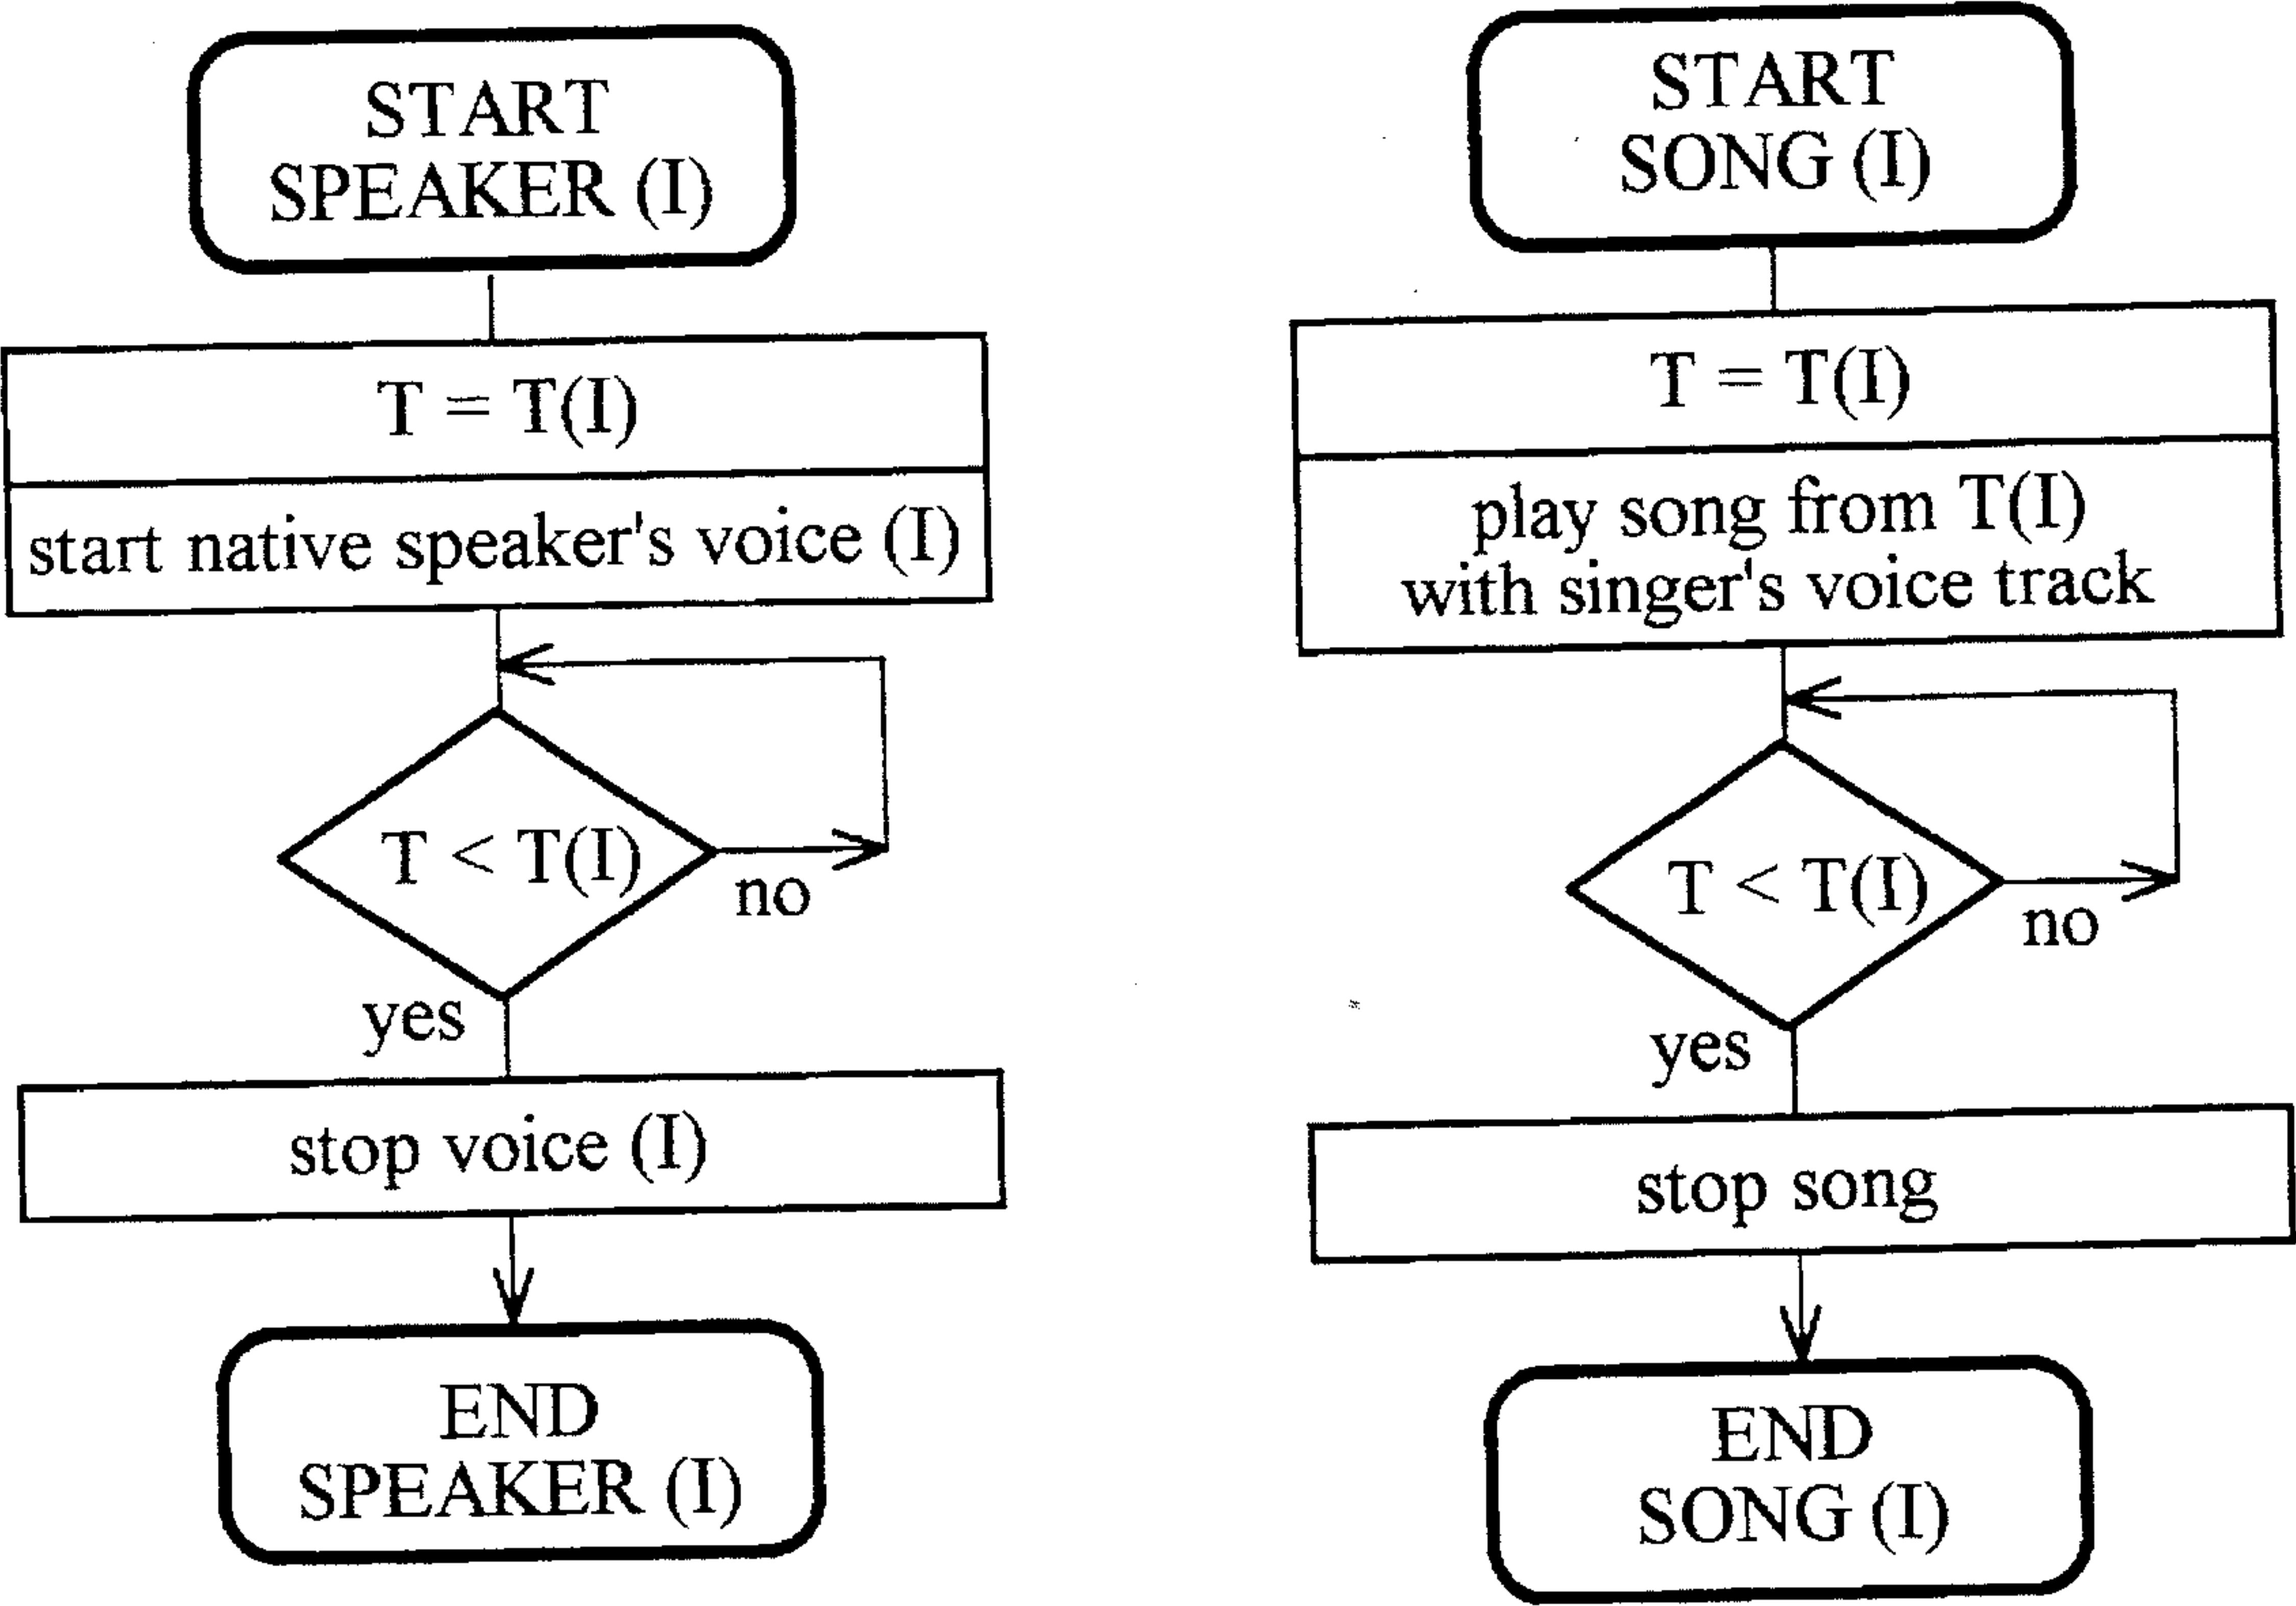 START
SPEAKER (I)
T = T(I)
start native speaker's voice (I)
T < T(I)
no
yes
stop voice (I)
END
SPEAKER (I)
START
SONG (I)
T = T(I)
play song from T(I)
with singer's voice track
T < T(I)
no
yes
stop song
END
SONG (I)